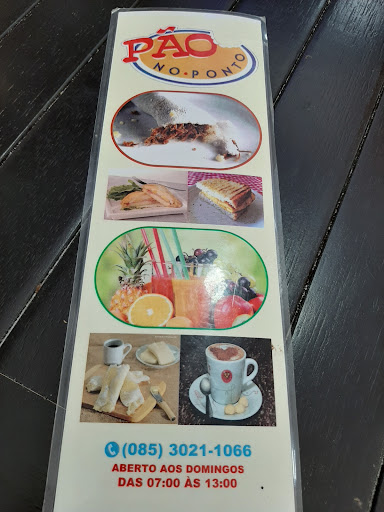 PÃO
NO • PONTO
(085) 3021-1066
ABERTO AOS DOMINGOS
DAS 07:00 ÀS 13:00